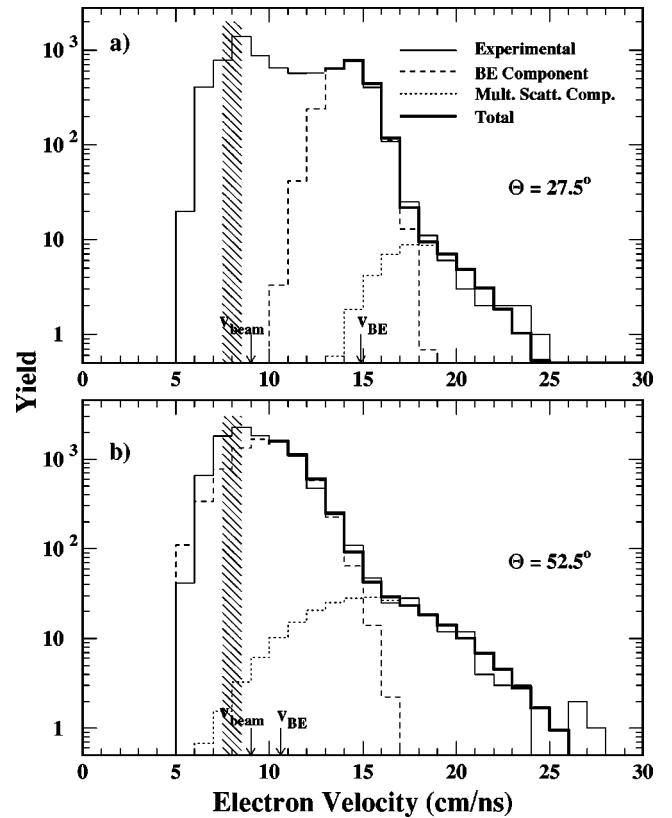 a)
Experimental
BE Component
Mult. Scatt. Comp.
Total
Θ = 27.5°
10³
10²
10
1
v_beam
v_BE
0 5 10 15 20 25 30
Yield
b)
Θ = 52.5°
10³
10²
10
1
v_beam
v_BE
0 5 10 15 20 25 30
Electron Velocity (cm/ns)